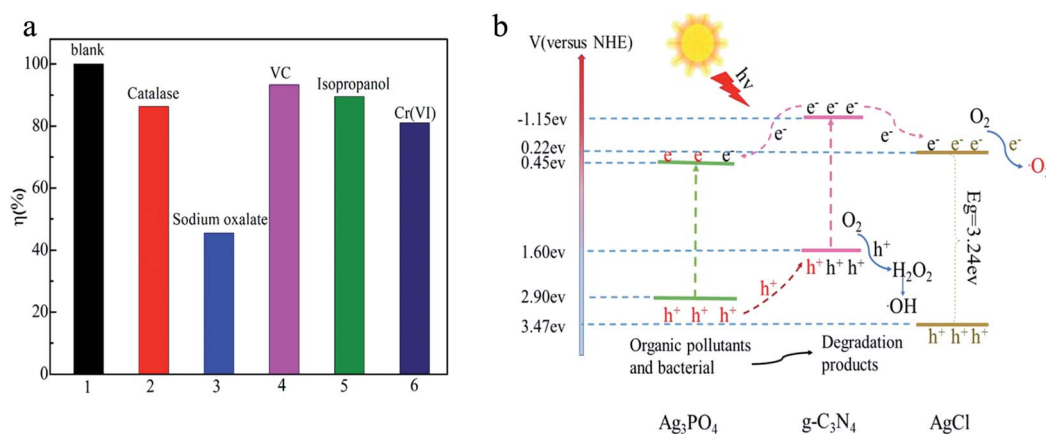 a
η(%)
100
80
60
40
20
0
blank
Catalase
Sodium oxalate
VC
Isopropanol
Cr(VI)
1 2 3 4 5 6
b
V(versus NHE)
hν
-1.15ev
0.22ev
0.45ev
1.60ev
2.90ev
3.47ev
e⁻ e⁻ e⁻
e⁻
e⁻
e⁻ e⁻ e⁻
e⁻ e⁻ e⁻
O₂
e⁻
·O₂
Eg=3.24ev
O₂
h⁺
h⁺ h⁺ h⁺
H₂O₂
·OH
h⁺
h⁺ h⁺ h⁺
h⁺ h⁺ h⁺
Organic pollutants
and bacterial
Degradation
products
Ag₃PO₄ g-C₃N₄ AgCl